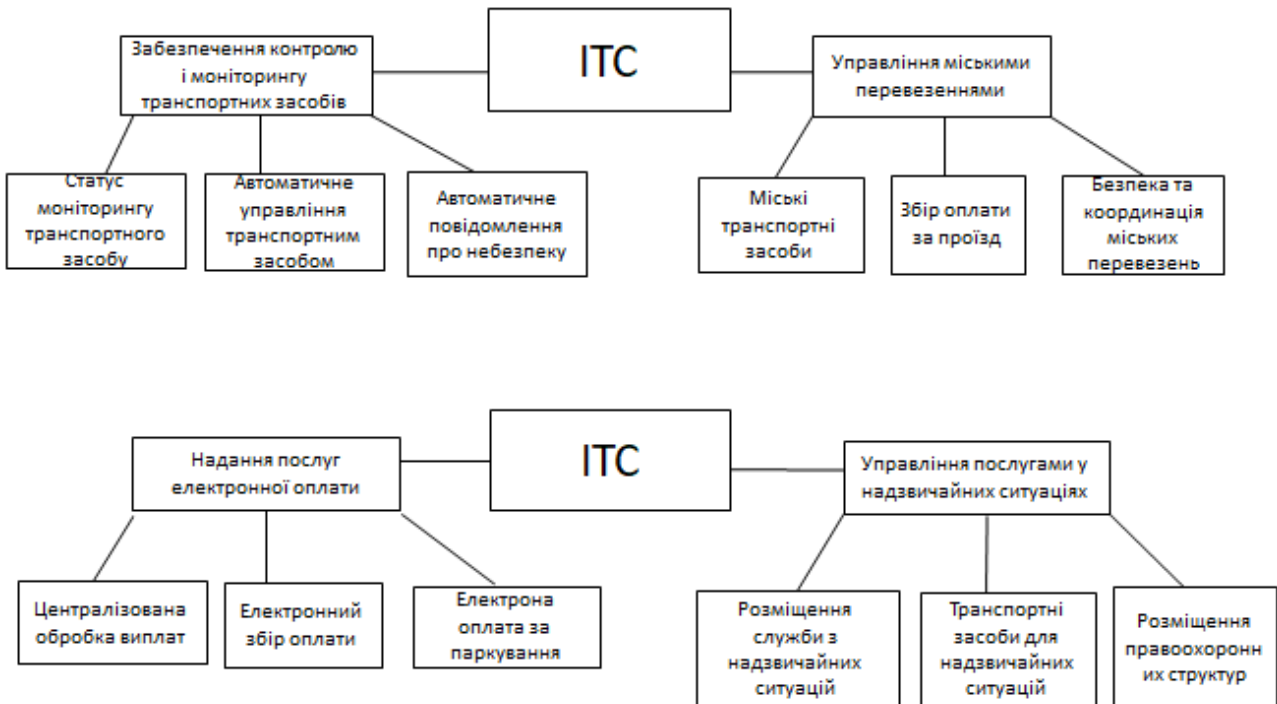 ІТС
Забезпечення контролю
і моніторингу
транспортних засобів
Управління міськими
перевезеннями
Статус
моніторингу
транспортного
засобу
Автоматичне
управління
транспортним
засобом
Автоматичне
повідомлення
про небезпеку
Міські
транспортні
засоби
Збір оплати
за проїзд
Безпека та
координація
міських
перевезень
ІТС
Надання послуг
електронної оплати
Управління послугами у
надзвичайних ситуаціях
Централізована
обробка виплат
Електронний
збір оплати
Електрона
оплата за
паркування
Розміщення
служби з
надзвичайних
ситуацій
Транспортні
засоби для
надзвичайних
ситуацій
Розміщення
правоохоронн
их структур